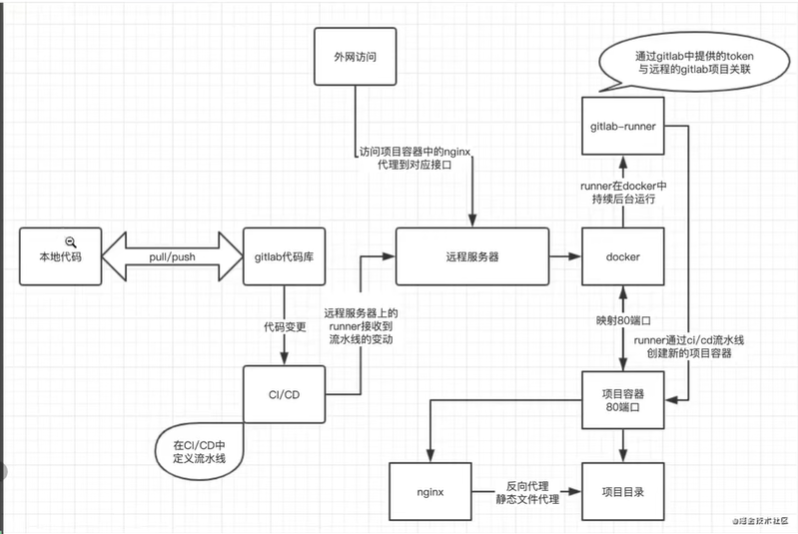 外网访问
通过gitlab中提供的token
与远程的gitlab项目关联
gitlab-runner
访问项目容器中的nginx
代理到对应接口
runner在docker中
持续后台运行
本地代码
pull/push
gitlab代码库
远程服务器
docker
代码变更
远程服务器上的
runner接收到
流水线的变动
映射80端口
runner通过ci/cd流水线
创建新的项目容器
CI/CD
项目容器
80端口
在CI/CD中
定义流水线
nginx
反向代理
静态文件代理
项目目录
@掘金技术社区